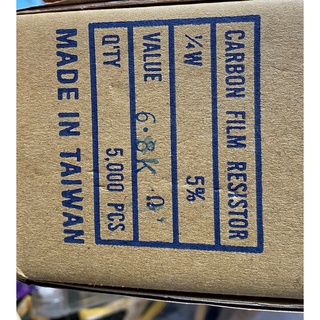 CARBON FILM RESISTOR
¼W 5%
VALUE 6.8K Ω
Q'TY 5,000 PCS
MADE IN TAIWAN